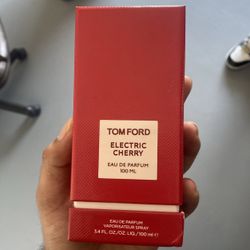 TOM FORD
ELECTRIC
CHERRY
EAU DE PARFUM
100 ML
EAU DE PARFUM
VAPORISATEUR SPRAY
3.4 FL. OZ./OZ. LIQ./100 ml ℮